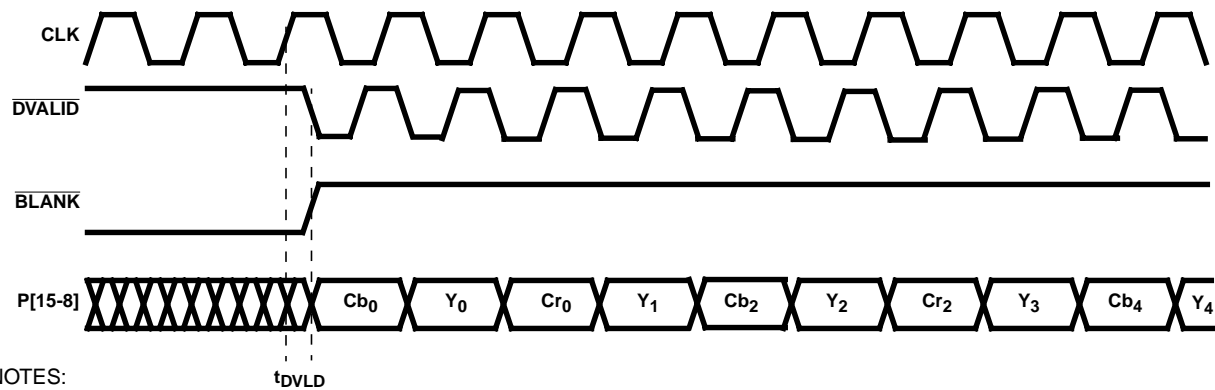 CLK
DVALID
BLANK
P[15-8] Cb0 Y0 Cr0 Y1 Cb2 Y2 Cr2 Y3 Cb4 Y4
NOTES: tDVLD